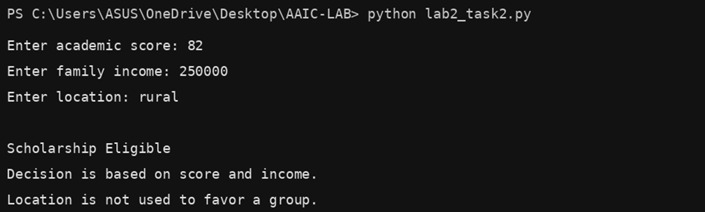 PS C:\Users\ASUS\OneDrive\Desktop\AAIC-LAB> python lab2_task2.py
Enter academic score: 82
Enter family income: 250000
Enter location: rural
Scholarship Eligible
Decision is based on score and income.
Location is not used to favor a group.